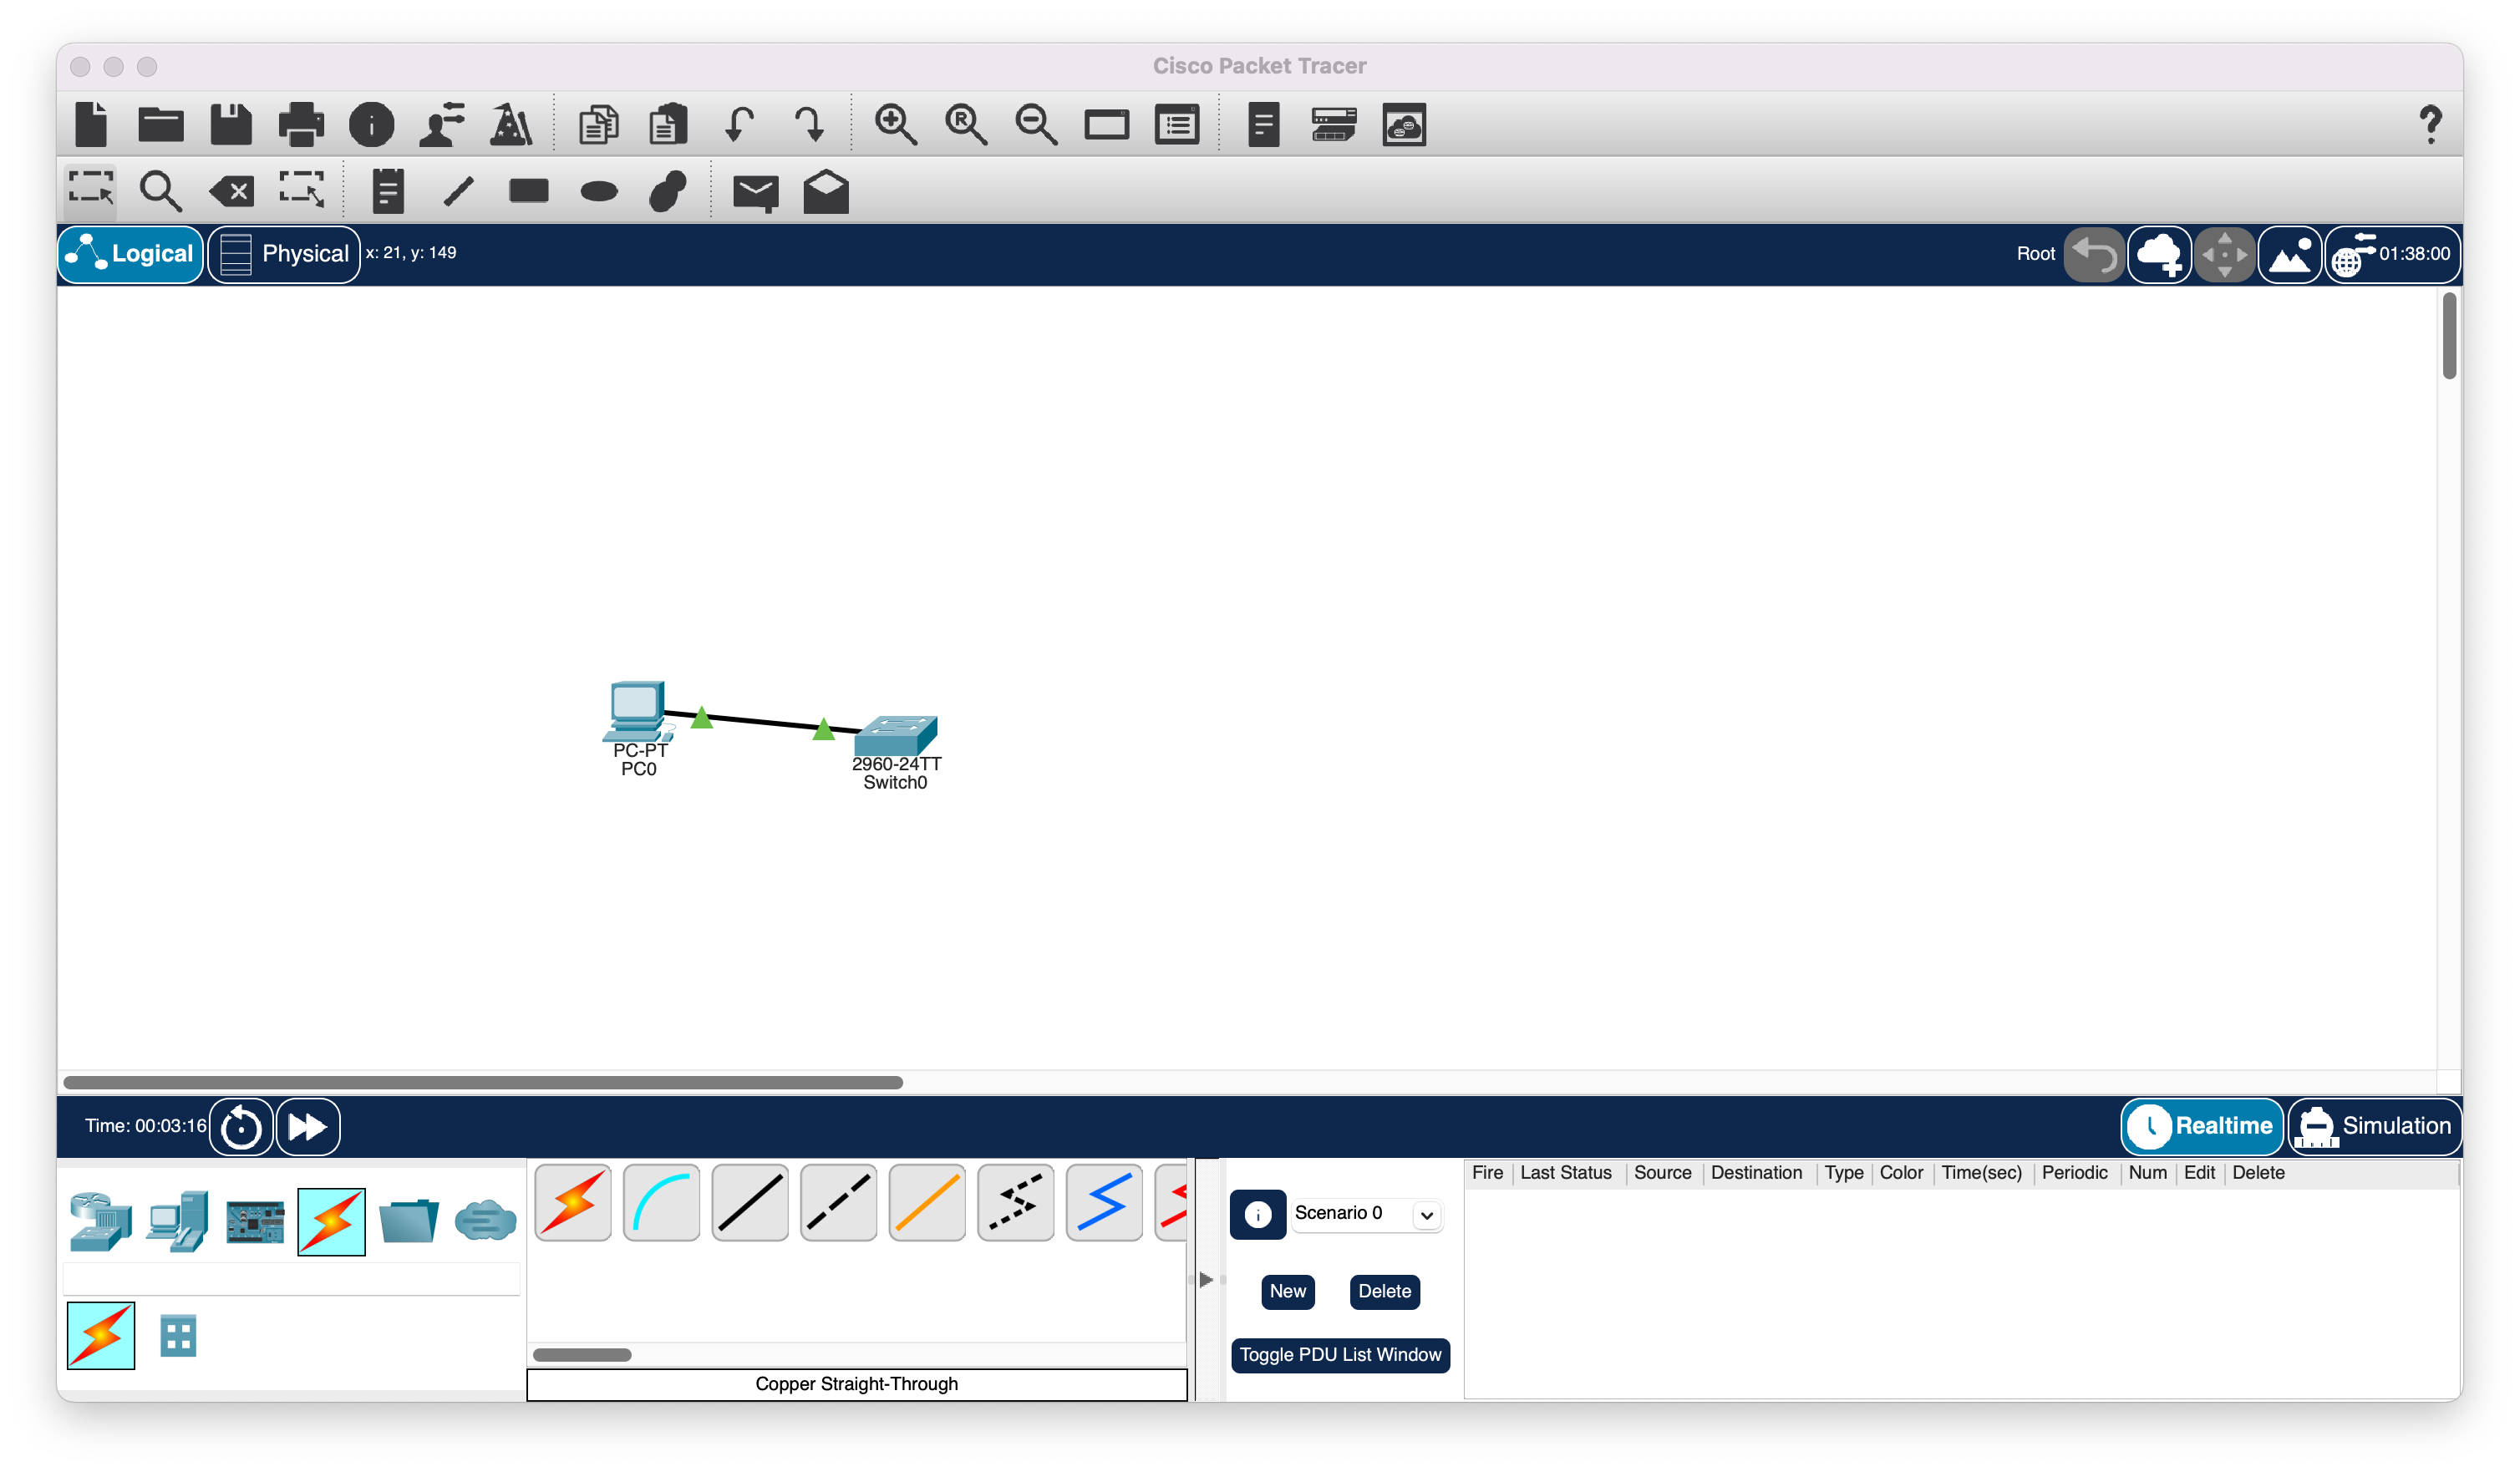 Cisco Packet Tracer
Logical
Physical
x: 21, y: 149
Root
01:38:00
PC-PT
PC0
2960-24TT
Switch0
Time: 00:03:16
Realtime
Simulation
Fire Last Status Source Destination Type Color Time(sec) Periodic Num Edit Delete
Scenario 0
New
Delete
Toggle PDU List Window
Copper Straight-Through